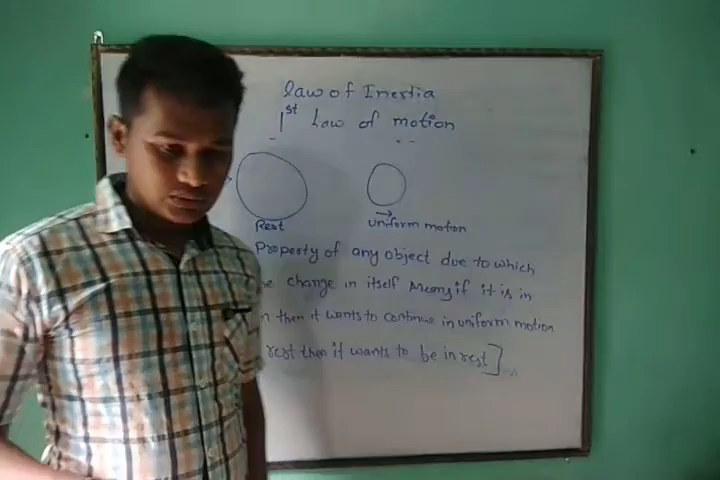 Law of Inertia
1st Law of motion
Rest
uniform motion
Property of any object due to which
change in itself means if it is in
then it wants to continue in uniform motion
rest then it wants to be in rest]